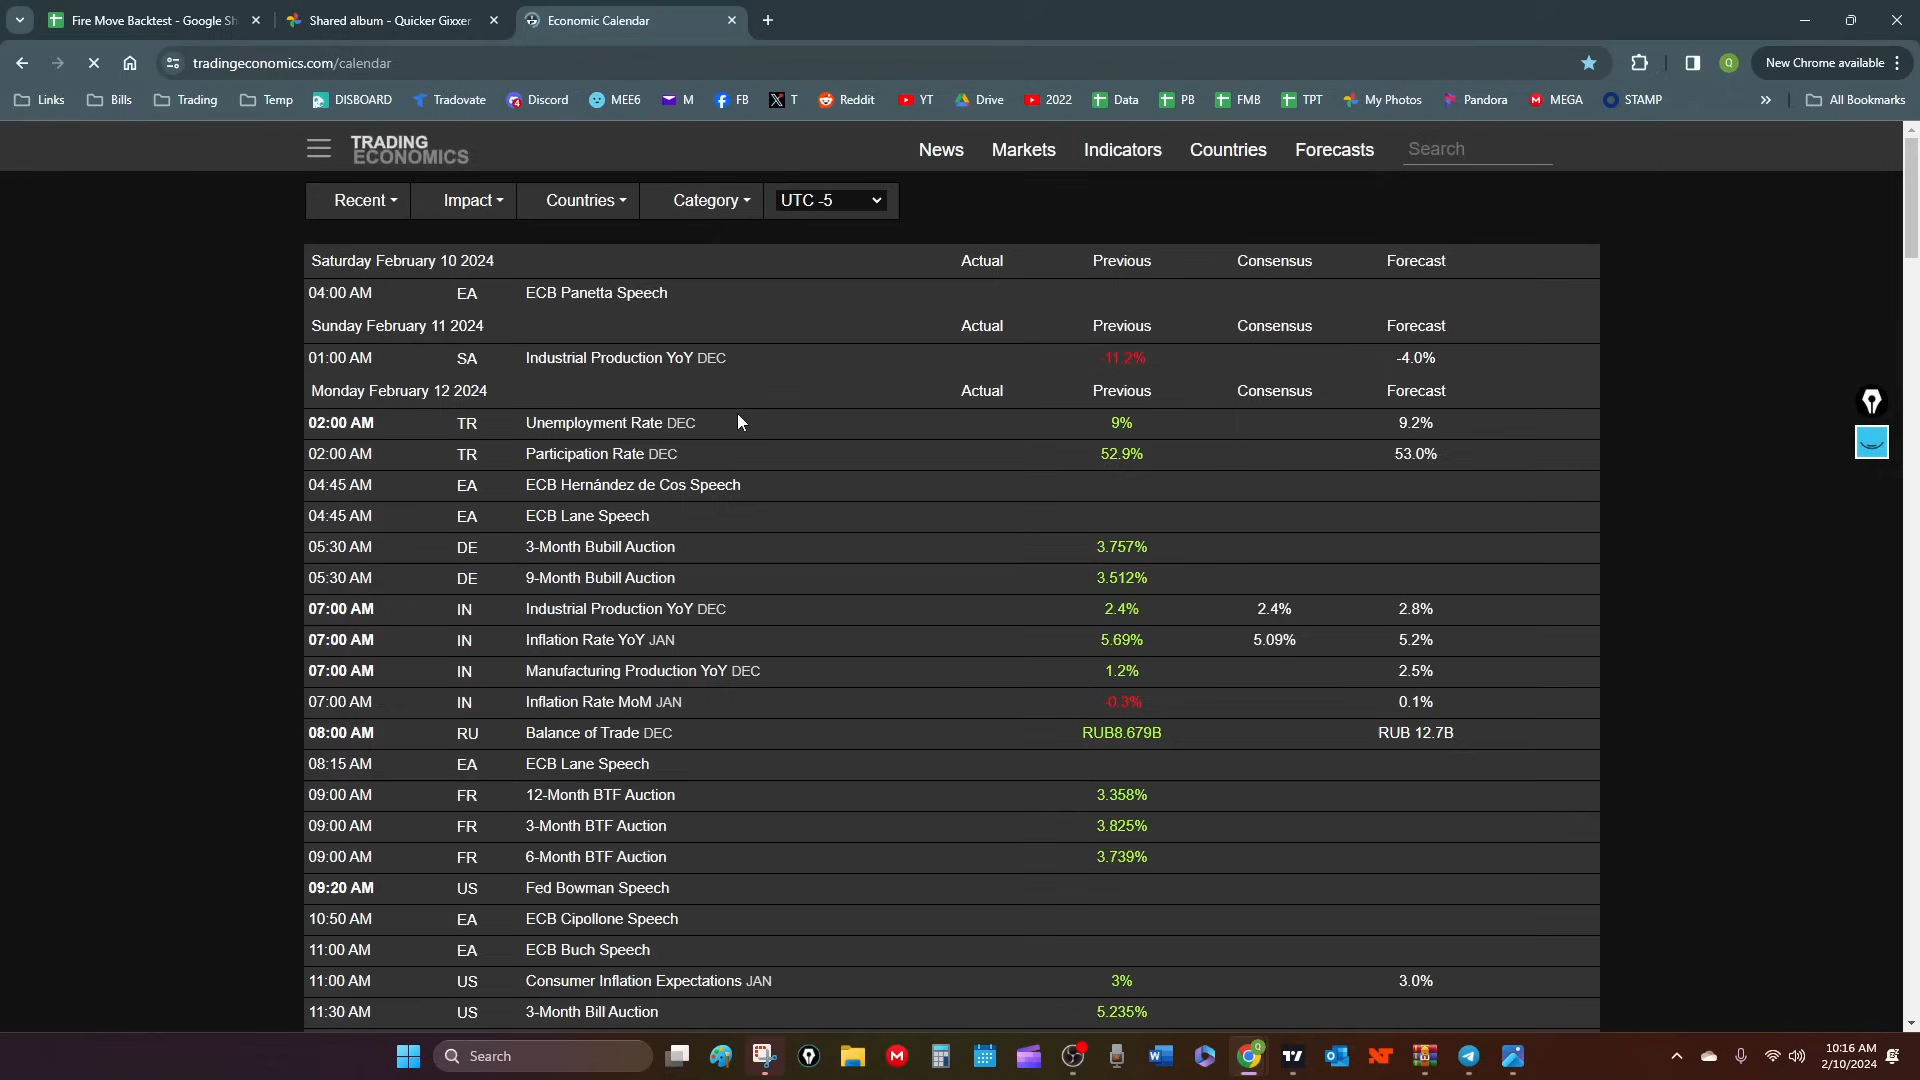 Fire Move Backtest - Google Sh
Shared album - Quicker Gixxer
Economic Calendar
tradingeconomics.com/calendar
New Chrome available
Links Bills Trading Temp DISBOARD Tradovate Discord MEE6 M FB T Reddit YT Drive 2022 Data PB FMB TPT My Photos Pandora MEGA STAMP All Bookmarks
TRADING
ECONOMICS
News Markets Indicators Countries Forecasts Search
Recent Impact Countries Category UTC -5
Saturday February 10 2024 Actual Previous Consensus Forecast
04:00 AM EA ECB Panetta Speech
Sunday February 11 2024 Actual Previous Consensus Forecast
01:00 AM SA Industrial Production YoY DEC -11.2% -4.0%
Monday February 12 2024 Actual Previous Consensus Forecast
02:00 AM TR Unemployment Rate DEC 9% 9.2%
02:00 AM TR Participation Rate DEC 52.9% 53.0%
04:45 AM EA ECB Hernández de Cos Speech
04:45 AM EA ECB Lane Speech
05:30 AM DE 3-Month Bubill Auction 3.757%
05:30 AM DE 9-Month Bubill Auction 3.512%
07:00 AM IN Industrial Production YoY DEC 2.4% 2.4% 2.8%
07:00 AM IN Inflation Rate YoY JAN 5.69% 5.09% 5.2%
07:00 AM IN Manufacturing Production YoY DEC 1.2% 2.5%
07:00 AM IN Inflation Rate MoM JAN -0.3% 0.1%
08:00 AM RU Balance of Trade DEC RUB8.679B RUB 12.7B
08:15 AM EA ECB Lane Speech
09:00 AM FR 12-Month BTF Auction 3.358%
09:00 AM FR 3-Month BTF Auction 3.825%
09:00 AM FR 6-Month BTF Auction 3.739%
09:20 AM US Fed Bowman Speech
10:50 AM EA ECB Cipollone Speech
11:00 AM EA ECB Buch Speech
11:00 AM US Consumer Inflation Expectations JAN 3% 3.0%
11:30 AM US 3-Month Bill Auction 5.235%
Search
10:16 AM
2/10/2024